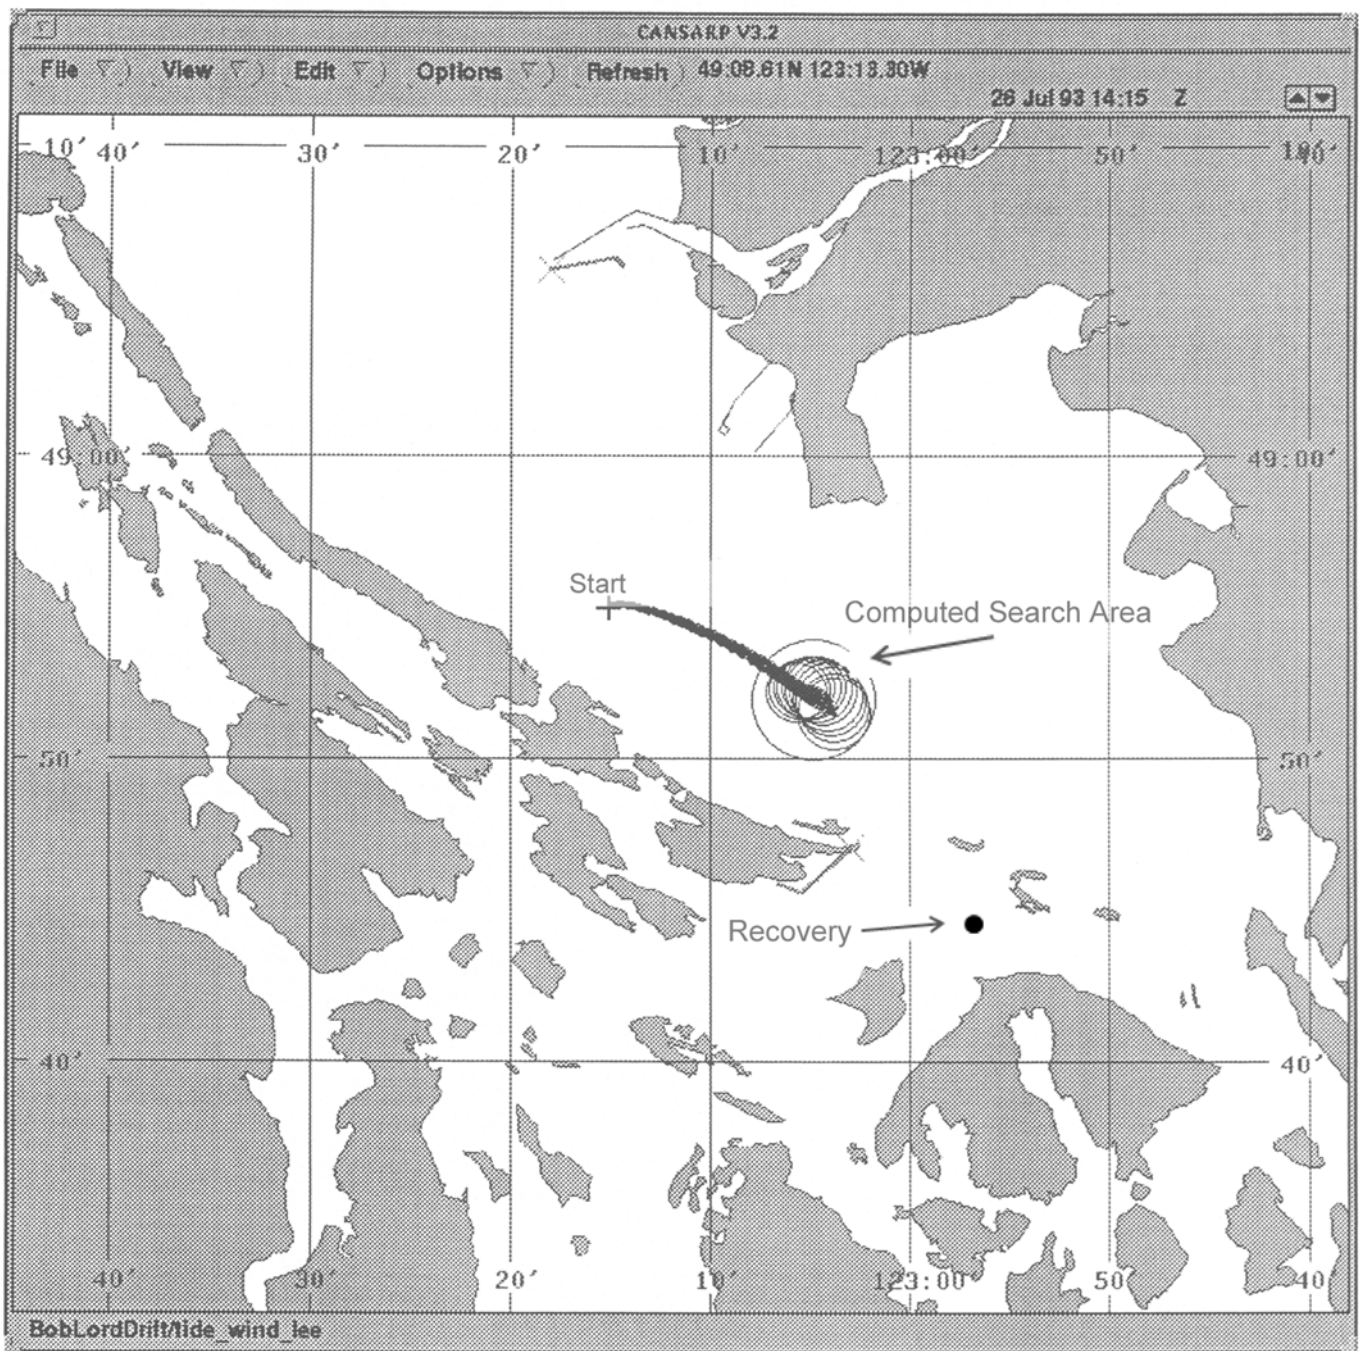 CANSARP V3.2
File View Edit Options Refresh 49:08.61N 123:13.30W
26 Jul 93 14:15 Z
10' 40' 30' 20' 10' 123:00' 50'
49:00' 49:00'
Start
Computed Search Area
50' 50'
Recovery
40' 40'
40' 30' 20' 10' 123:00' 50' 40'
BobLordDrift/tide_wind_lee